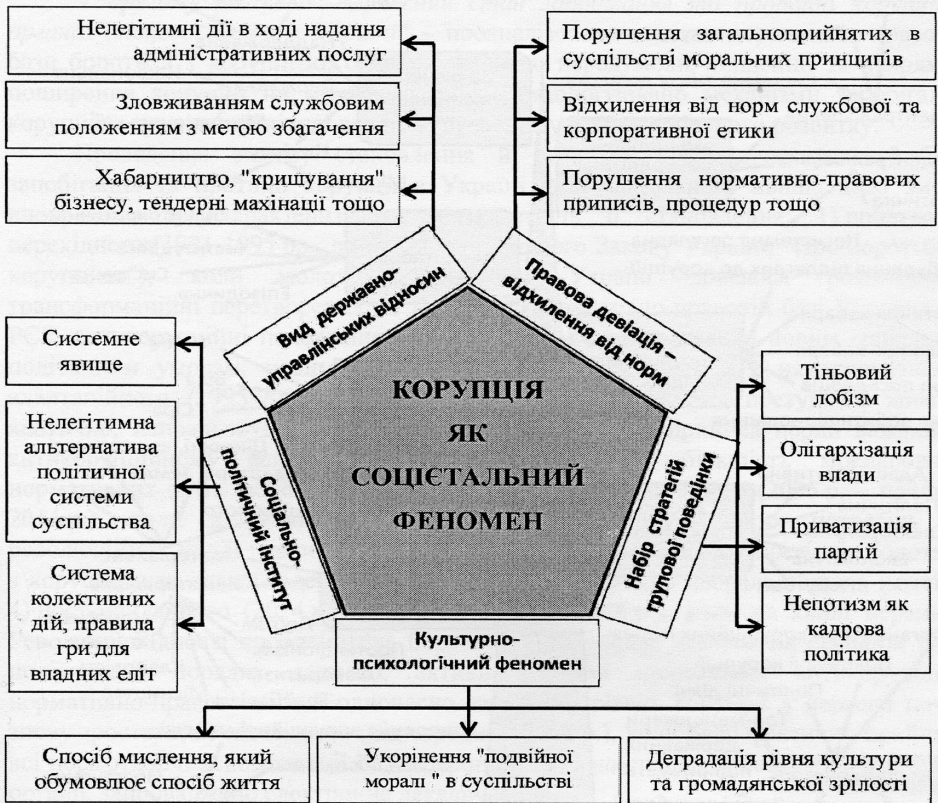 Нелегітимні дії в ході надання
адміністративних послуг
Порушення загальноприйнятих в
суспільстві моральних принципів
Зловживанням службовим
положенням з метою збагачення
Відхилення від норм службової та
корпоративної етики
Хабарництво, "кришування"
бізнесу, тендерні махінації тощо
Порушення нормативно-правових
приписів, процедур тощо
Вид державно-
управлінських відносин
Правова девіація –
відхилення від норм
Системне
явище
Нелегітимна
альтернатива
політичної
системи
суспільства
Система
колективних
дій, правила
гри для
владних еліт
Соціально-
політичний інститут
КОРУПЦІЯ
ЯК
СОЦІЄТАЛЬНИЙ
ФЕНОМЕН
Набір стратегій
групової поведінки
Тіньовий
лобізм
Олігархізація
влади
Приватизація
партій
Непотизм як
кадрова
політика
Культурно-
психологічний феномен
Спосіб мислення, який
обумовлює спосіб життя
Укорінення "подвійної
моралі" в суспільстві
Деградація рівня культури
та громадянської зрілості